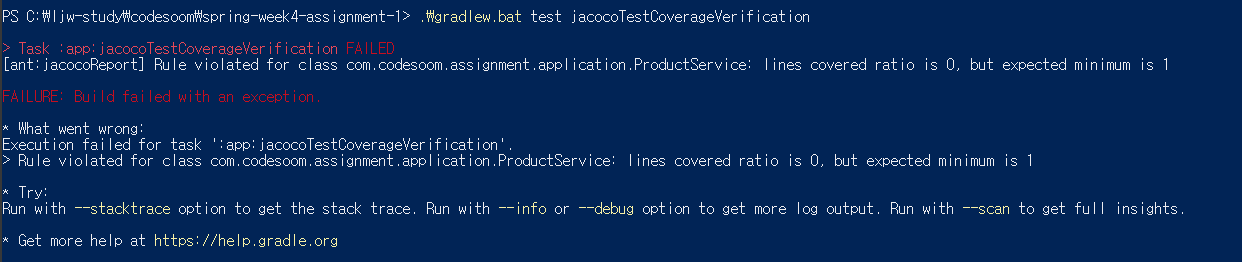 PS C:₩ljw-study₩codesoom₩spring-week4-assignment-1> .₩gradlew.bat test jacocoTestCoverageVerification
> Task :app:jacocoTestCoverageVerification FAILED
[ant:jacocoReport] Rule violated for class com.codesoom.assignment.application.ProductService: lines covered ratio is 0, but expected minimum is 1
FAILURE: Build failed with an exception.
* What went wrong:
Execution failed for task ':app:jacocoTestCoverageVerification'.
> Rule violated for class com.codesoom.assignment.application.ProductService: lines covered ratio is 0, but expected minimum is 1
* Try:
Run with --stacktrace option to get the stack trace. Run with --info or --debug option to get more log output. Run with --scan to get full insights.
* Get more help at https://help.gradle.org